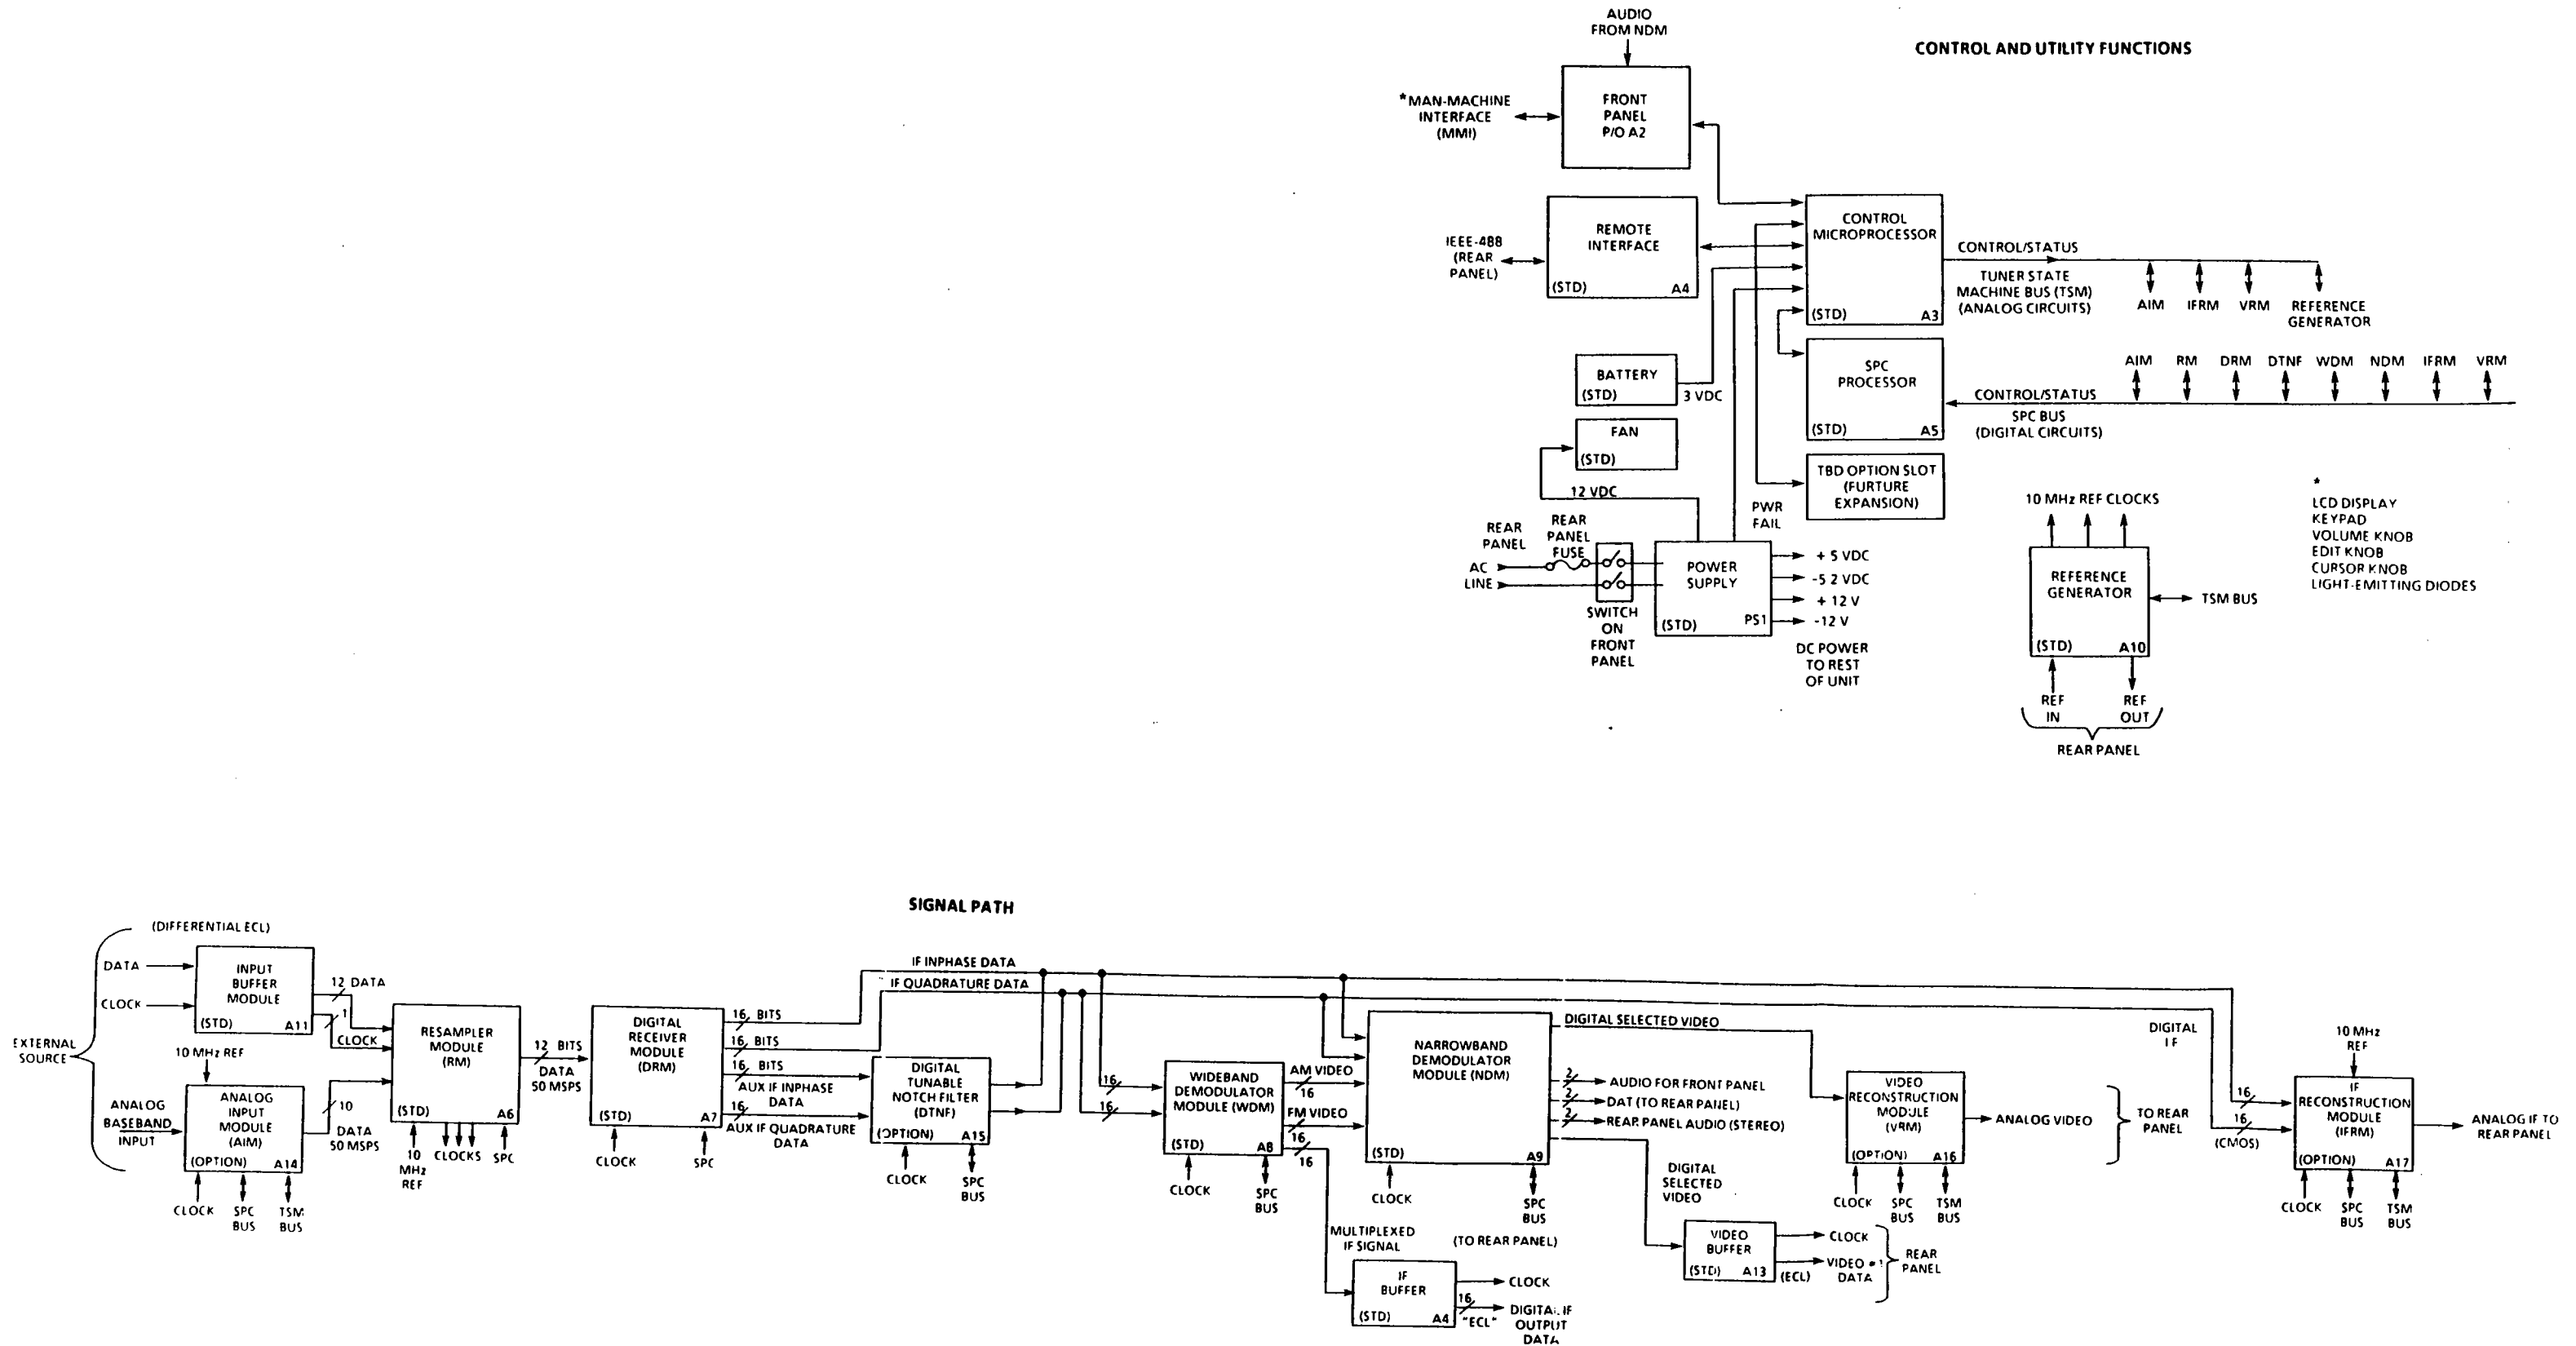 AUDIO
FROM NDM
CONTROL AND UTILITY FUNCTIONS
*MAN-MACHINE
INTERFACE
(MMI)
FRONT
PANEL
P/O A2
IEEE-488
(REAR
PANEL)
REMOTE
INTERFACE
(STD)
A4
CONTROL
MICROPROCESSOR
(STD)
A3
CONTROL/STATUS
TUNER STATE
MACHINE BUS (TSM)
(ANALOG CIRCUITS)
AIM
IFRM
VRM
REFERENCE
GENERATOR
BATTERY
(STD)
3 VDC
SPC
PROCESSOR
(STD)
A5
AIM
RM
DRM
DTNF
WDM
NDM
IFRM
VRM
CONTROL/STATUS
SPC BUS
(DIGITAL CIRCUITS)
FAN
(STD)
12 VDC
TBD OPTION SLOT
(FURTURE
EXPANSION)
PWR
FAIL
REAR
PANEL
REAR
PANEL
FUSE
AC
LINE
SWITCH
ON
FRONT
PANEL
POWER
SUPPLY
(STD)
PS1
+ 5 VDC
-5 2 VDC
+ 12 V
-12 V
DC POWER
TO REST
OF UNIT
10 MHz REF CLOCKS
REFERENCE
GENERATOR
(STD)
A10
TSM BUS
REF
IN
REF
OUT
REAR PANEL
*
LCD DISPLAY
KEYPAD
VOLUME KNOB
EDIT KNOB
CURSOR KNOB
LIGHT-EMITTING DIODES
SIGNAL PATH
(DIFFERENTIAL ECL)
DATA
CLOCK
INPUT
BUFFER
MODULE
(STD)
A11
12 DATA
1
CLOCK
EXTERNAL
SOURCE
10 MHz REF
ANALOG
BASEBAND
INPUT
ANALOG
INPUT
MODULE
(AIM)
(OPTION)
A14
10
DATA
50 MSPS
CLOCK
SPC
BUS
TSM
BUS
RESAMPLER
MODULE
(RM)
(STD)
A6
10
MHz
REF
CLOCKS
SPC
12 BITS
DATA
50 MSPS
DIGITAL
RECEIVER
MODULE
(DRM)
(STD)
A7
CLOCK
SPC
16 BITS
16 BITS
16 BITS
AUX IF INPHASE
DATA
16
AUX IF QUADRATURE
DATA
IF INPHASE DATA
IF QUADRATURE DATA
DIGITAL
TUNABLE
NOTCH FILTER
(DTNF)
(OPTION)
A15
CLOCK
SPC
BUS
16
16
WIDEBAND
DEMODULATOR
MODULE (WDM)
(STD)
A8
CLOCK
SPC
BUS
AM VIDEO
16
FM VIDEO
16
16
MULTIPLEXED
IF SIGNAL
IF
BUFFER
(STD)
A4
CLOCK
16
"ECL"
DIGITAL IF
OUTPUT
DATA
NARROWBAND
DEMODULATOR
MODULE (NDM)
(STD)
A9
CLOCK
SPC
BUS
(TO REAR PANEL)
DIGITAL SELECTED VIDEO
2
AUDIO FOR FRONT PANEL
2
DAT (TO REAR PANEL)
2
REAR PANEL AUDIO (STEREO)
DIGITAL
SELECTED
VIDEO
VIDEO
BUFFER
(STD)
A13
(ECL)
CLOCK
VIDEO
DATA
REAR
PANEL
VIDEO
RECONSTRUCTION
MODULE
(VRM)
(OPTION)
A16
CLOCK
SPC
BUS
TSM
BUS
ANALOG VIDEO
TO REAR
PANEL
DIGITAL
I F
16
16
(CMOS)
10 MHz
REF
IF
RECONSTRUCTION
MODULE
(IFRM)
(OPTION)
A17
CLOCK
SPC
BUS
TSM
BUS
ANALOG IF TO
REAR PANEL